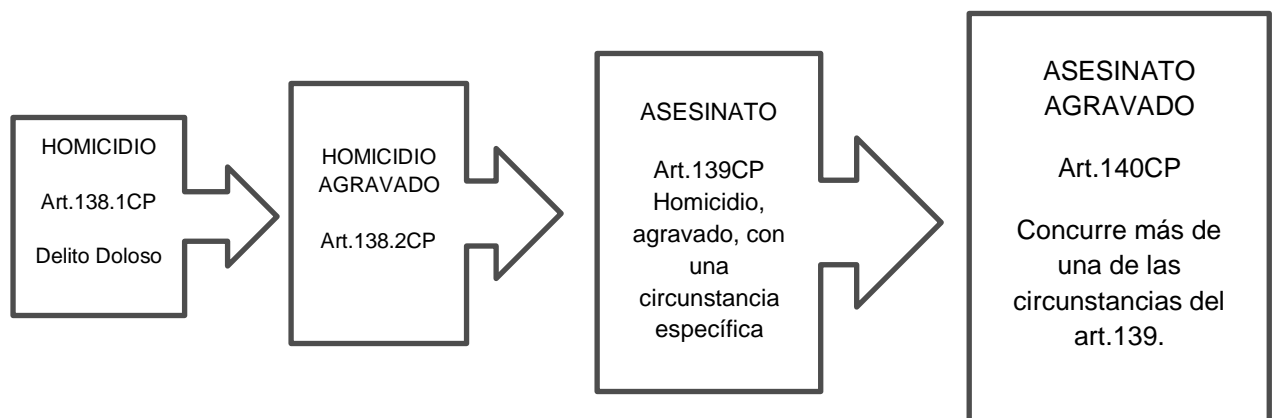 HOMICIDIO
Art.138.1CP
Delito Doloso
HOMICIDIO
AGRAVADO
Art.138.2CP
ASESINATO
Art.139CP
Homicidio,
agravado, con
una
circunstancia
específica
ASESINATO
AGRAVADO
Art.140CP
Concurre más de
una de las
circunstancias del
art.139.